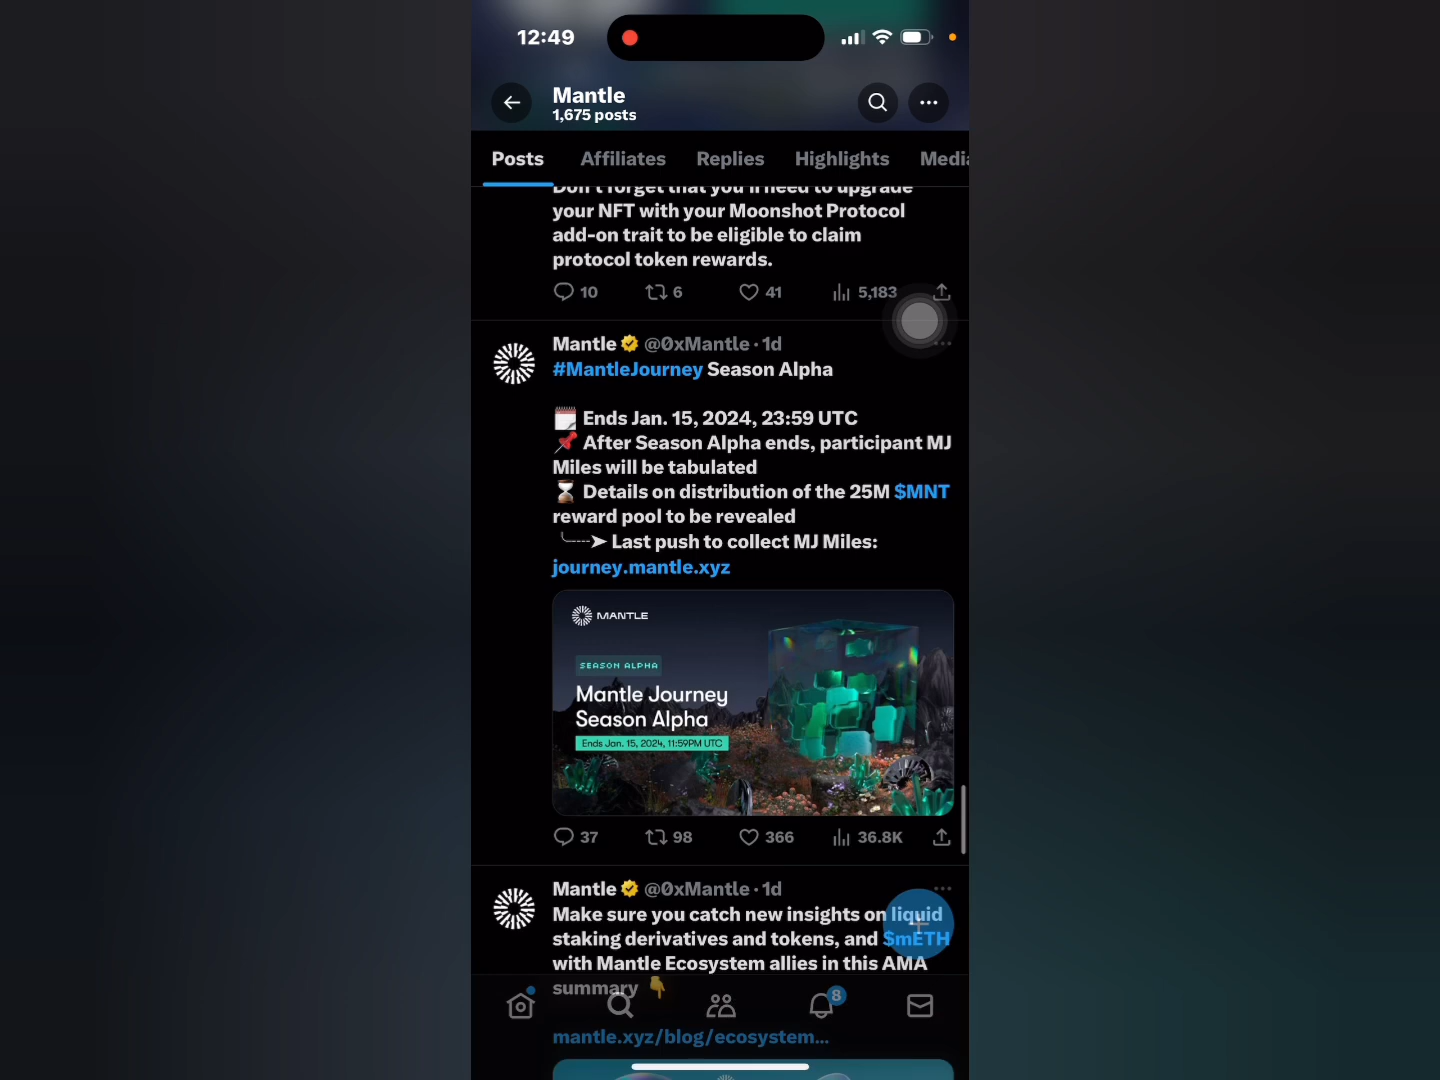 12:49
Mantle
1,675 posts
Posts Affiliates Replies Highlights Media
Don't forget that you'll need to upgrade
your NFT with your Moonshot Protocol
add-on trait to be eligible to claim
protocol token rewards.
10 6 41 5,183
Mantle @0xMantle · 1d
#MantleJourney Season Alpha
Ends Jan. 15, 2024, 23:59 UTC
After Season Alpha ends, participant MJ
Miles will be tabulated
Details on distribution of the 25M $MNT
reward pool to be revealed
╰┈➤ Last push to collect MJ Miles:
journey.mantle.xyz
MANTLE
SEASON ALPHA
Mantle Journey
Season Alpha
Ends Jan. 15, 2024, 11:59PM UTC
37 98 366 36.8K
Mantle @0xMantle · 1d
Make sure you catch new insights on liquid
staking derivatives and tokens, and $mETH
with Mantle Ecosystem allies in this AMA
summary 👇
8
mantle.xyz/blog/ecosystem...